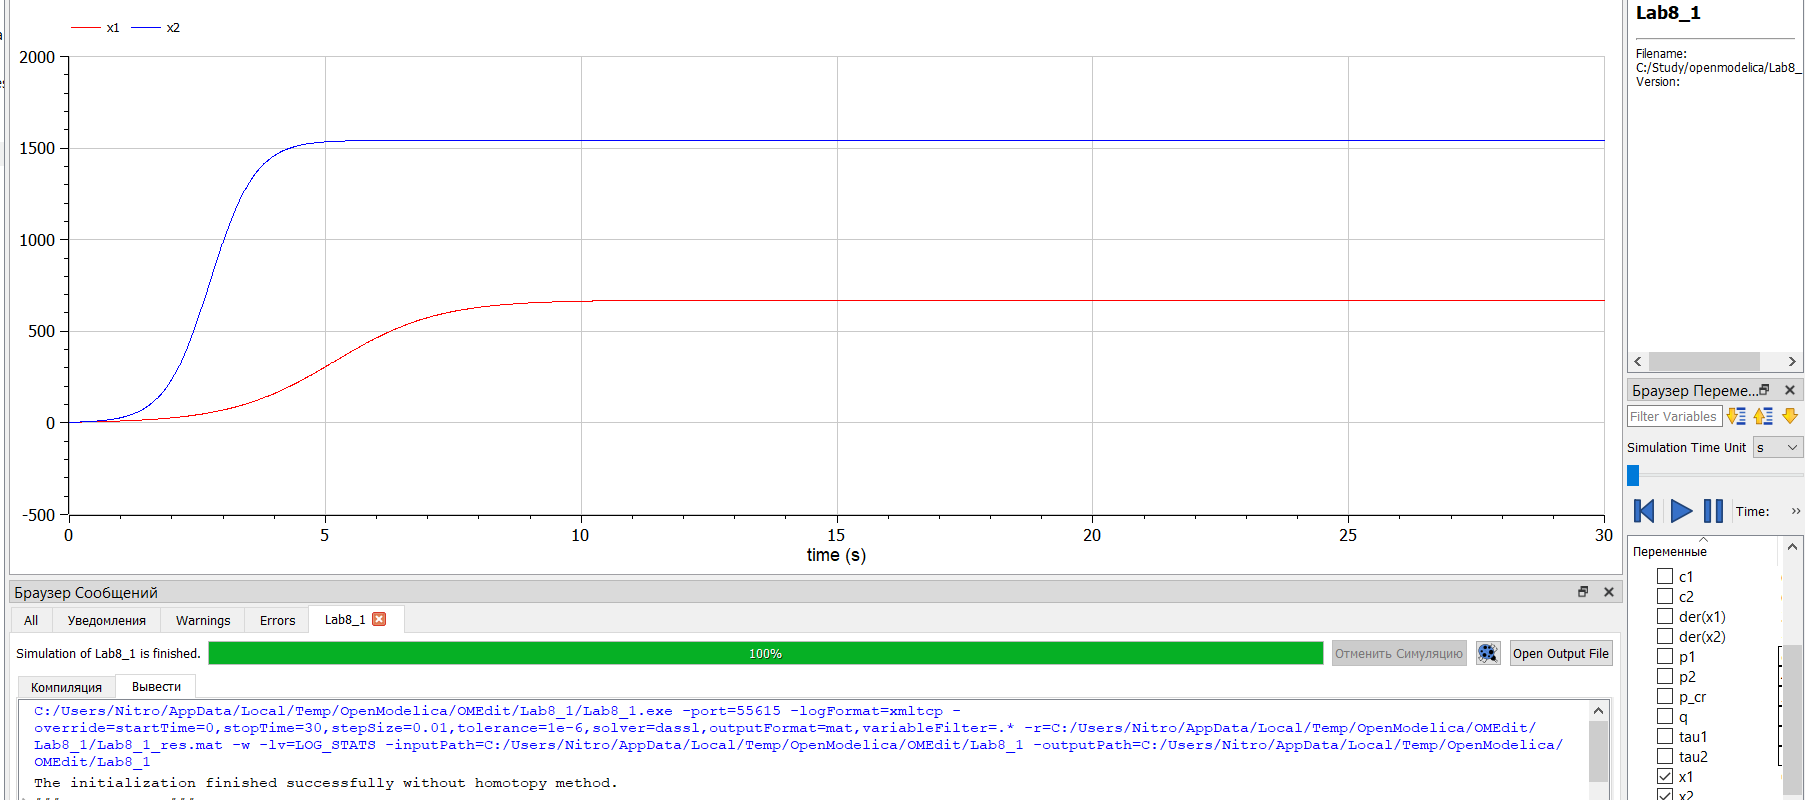 x1 x2
2000
1500
1000
500
0
-500
0 5 10 15 20 25 30
time (s)
Lab8_1
Filename:
C:/Study/openmodelica/Lab8_
Version:
Браузер Переме...
Filter Variables
Simulation Time Unit s
Time: »
Переменные
c1
c2
der(x1)
der(x2)
p1
p2
p_cr
q
tau1
tau2
x1
x2
Браузер Сообщений
All Уведомления Warnings Errors Lab8_1
Simulation of Lab8_1 is finished. 100% Отменить Симуляцию Open Output File
Компиляция Вывести
C:/Users/Nitro/AppData/Local/Temp/OpenModelica/OMEdit/Lab8_1/Lab8_1.exe -port=55615 -logFormat=xmltcp -
override=startTime=0,stopTime=30,stepSize=0.01,tolerance=1e-6,solver=dassl,outputFormat=mat,variableFilter=.* -r=C:/Users/Nitro/AppData/Local/Temp/OpenModelica/OMEdit/
Lab8_1/Lab8_1_res.mat -w -lv=LOG_STATS -inputPath=C:/Users/Nitro/AppData/Local/Temp/OpenModelica/OMEdit/Lab8_1 -outputPath=C:/Users/Nitro/AppData/Local/Temp/OpenModelica/
OMEdit/Lab8_1
The initialization finished successfully without homotopy method.